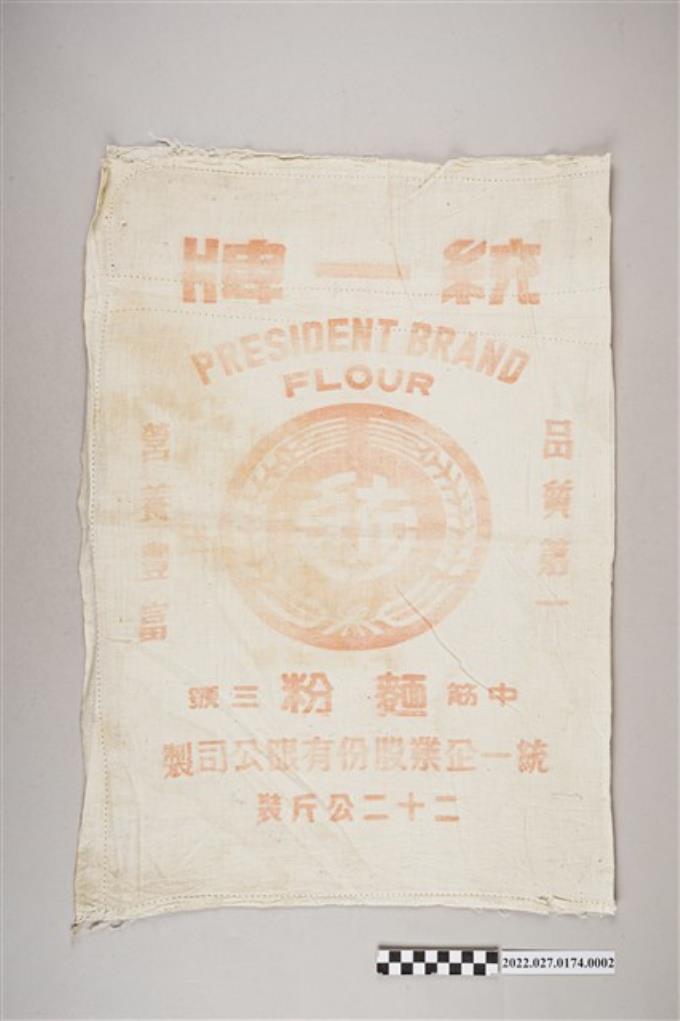 統一牌
PRESIDENT BRAND
FLOUR
品質第一
營養豐富
中筋麵粉三號
統一企業股份有限公司製
二十二公斤裝
2022.027.0174.0002